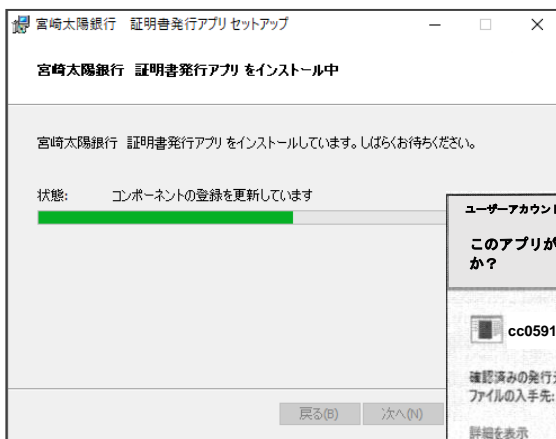 宮崎太陽銀行 証明書発行アプリ セットアップ
宮崎太陽銀行 証明書発行アプリ をインストール中
宮崎太陽銀行 証明書発行アプリ をインストールしています。しばらくお待ちください。
状態: コンポーネントの登録を更新しています
戻る(B) 次へ(N)
ユーザーアカウント
このアプリが
か？
cc0591
確認済みの発行元
ファイルの入手先:
詳細を表示